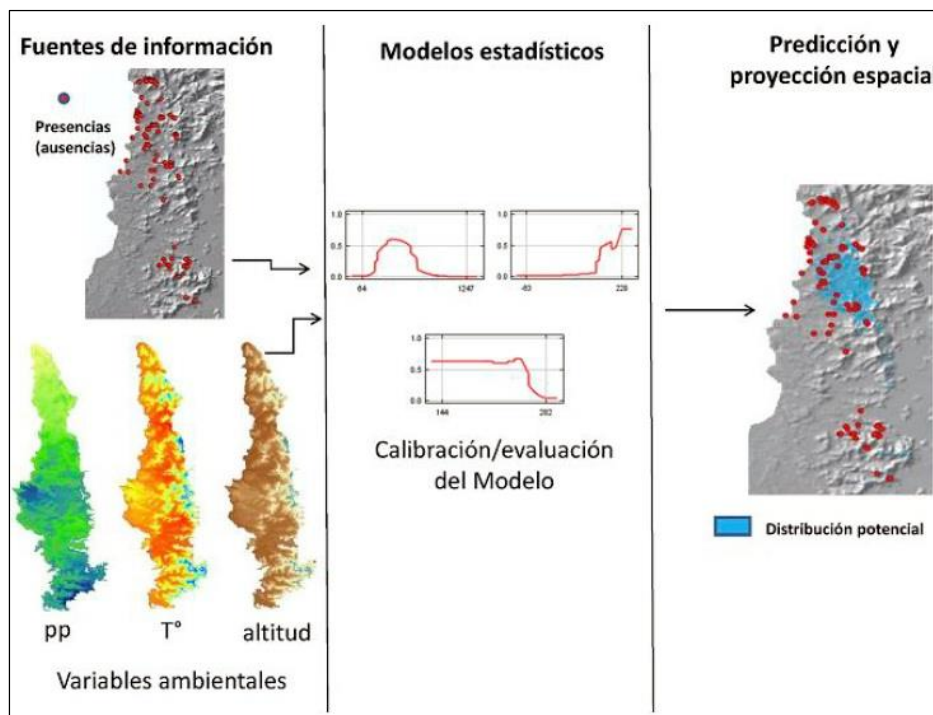 Fuentes de información
Presencias
(ausencias)
pp
T°
altitud
Variables ambientales
Modelos estadísticos
1.0
0.5
0.0
64
1247
1.0
0.5
0.0
-60
228
1.0
0.5
0.0
144
282
Calibración/evaluación
del Modelo
Predicción y
proyección espacial
Distribución potencial